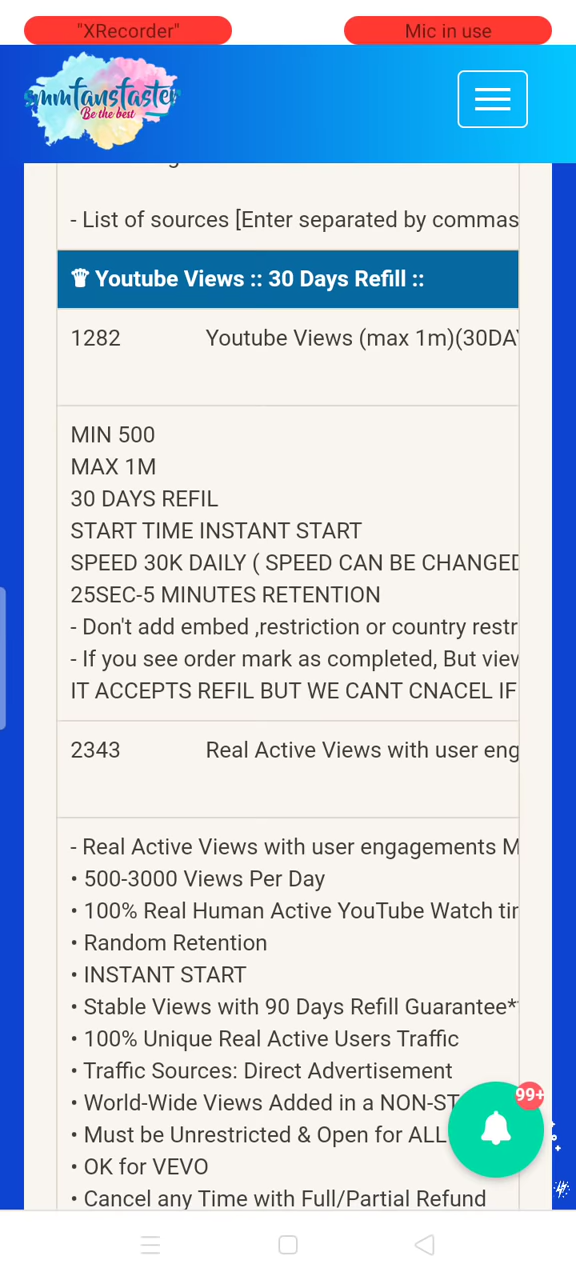 "XRecorder"
Mic in use
smmfansfaster
Be the best
- List of sources [Enter separated by commas
Youtube Views :: 30 Days Refill ::
1282 Youtube Views (max 1m)(30DAY
MIN 500
MAX 1M
30 DAYS REFIL
START TIME INSTANT START
SPEED 30K DAILY ( SPEED CAN BE CHANGED
25SEC-5 MINUTES RETENTION
- Don't add embed ,restriction or country restr
- If you see order mark as completed, But view
IT ACCEPTS REFIL BUT WE CANT CNACEL IF
2343 Real Active Views with user eng
- Real Active Views with user engagements M
• 500-3000 Views Per Day
• 100% Real Human Active YouTube Watch tim
• Random Retention
• INSTANT START
• Stable Views with 90 Days Refill Guarantee*
• 100% Unique Real Active Users Traffic
• Traffic Sources: Direct Advertisement
99+
• World-Wide Views Added in a NON-ST
• Must be Unrestricted & Open for ALL
• OK for VEVO
• Cancel any Time with Full/Partial Refund